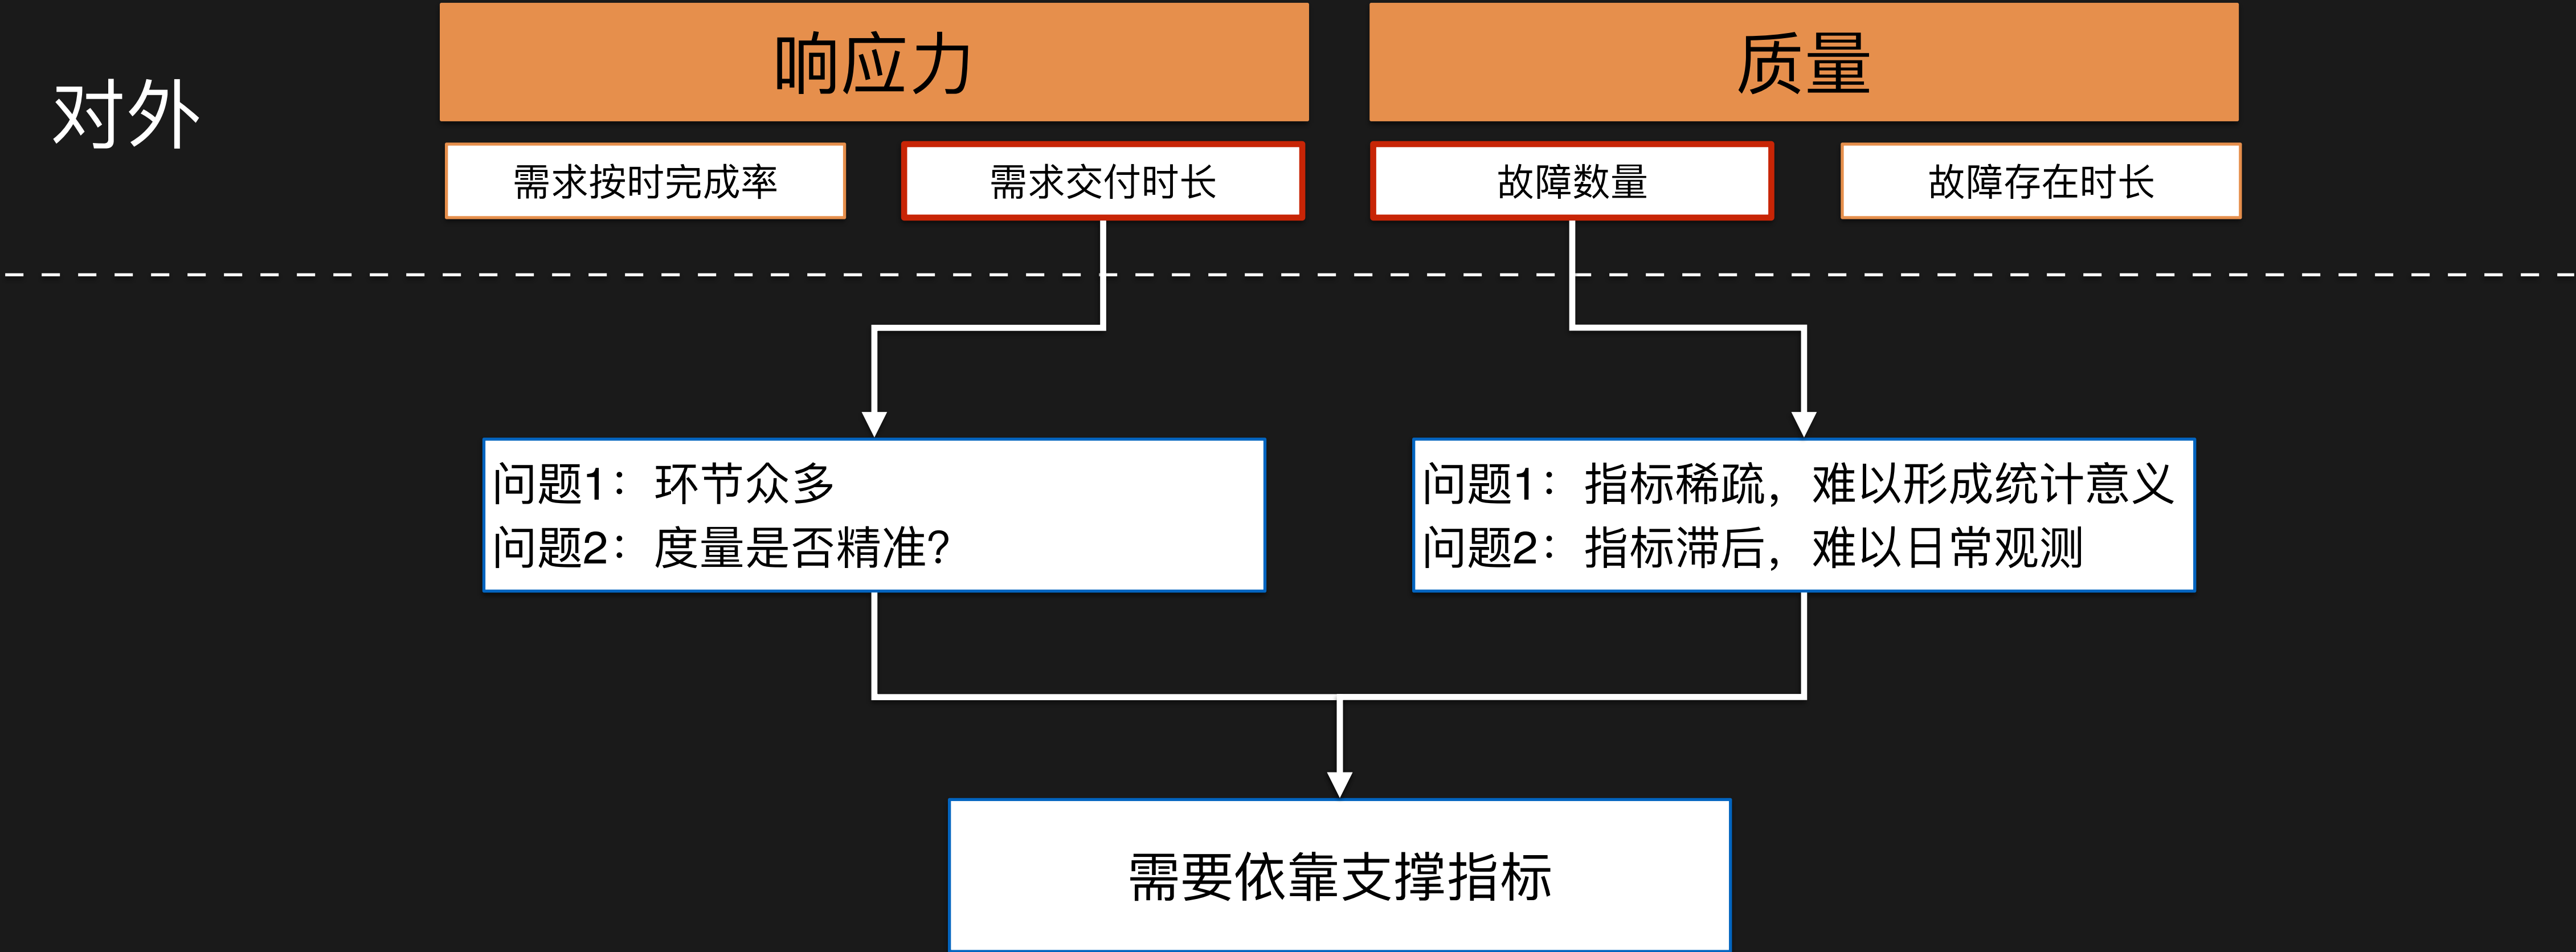 对外
响应力
质量
需求按时完成率
需求交付时长
故障数量
故障存在时长
问题1：环节众多
问题2：度量是否精准？
问题1：指标稀疏，难以形成统计意义
问题2：指标滞后，难以日常观测
需要依靠支撑指标